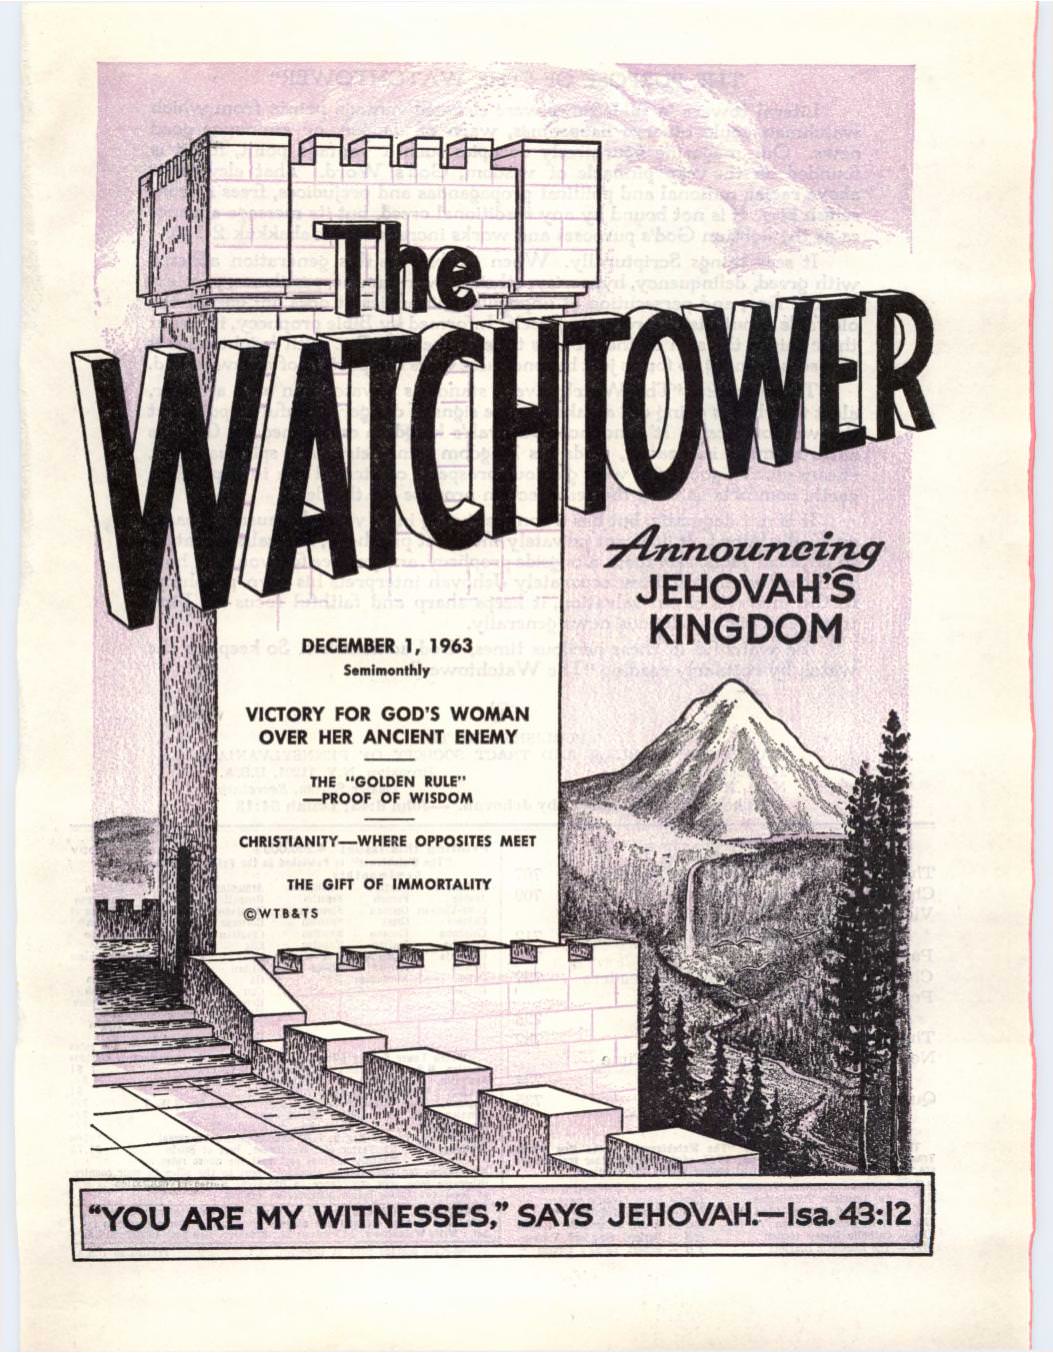 The
WATCHTOWER
Announcing
JEHOVAH'S
KINGDOM
DECEMBER 1, 1963
Semimonthly
VICTORY FOR GOD'S WOMAN
OVER HER ANCIENT ENEMY
THE "GOLDEN RULE"
—PROOF OF WISDOM
CHRISTIANITY—WHERE OPPOSITES MEET
THE GIFT OF IMMORTALITY
©WTB&TS
"YOU ARE MY WITNESSES," SAYS JEHOVAH.—Isa. 43:12